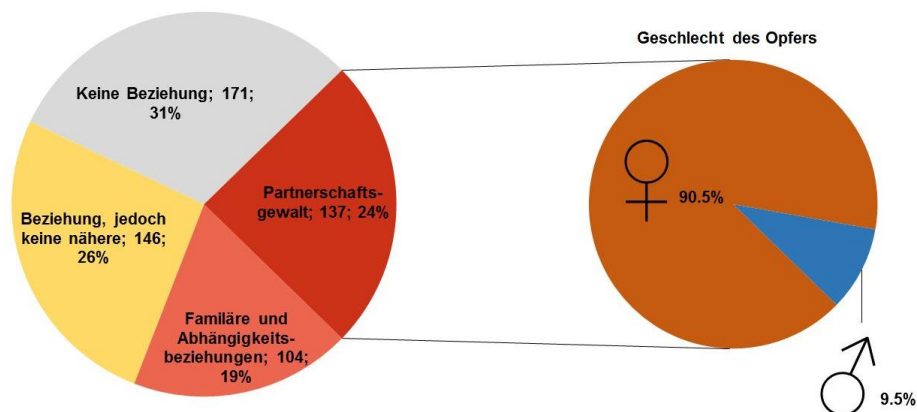 Geschlecht des Opfers
Keine Beziehung; 171;
31%
Partnerschafts-
gewalt; 137; 24%
Beziehung, jedoch
keine nähere; 146;
26%
Familäre und
Abhängigkeits-
beziehungen; 104;
19%
90.5%
9.5%